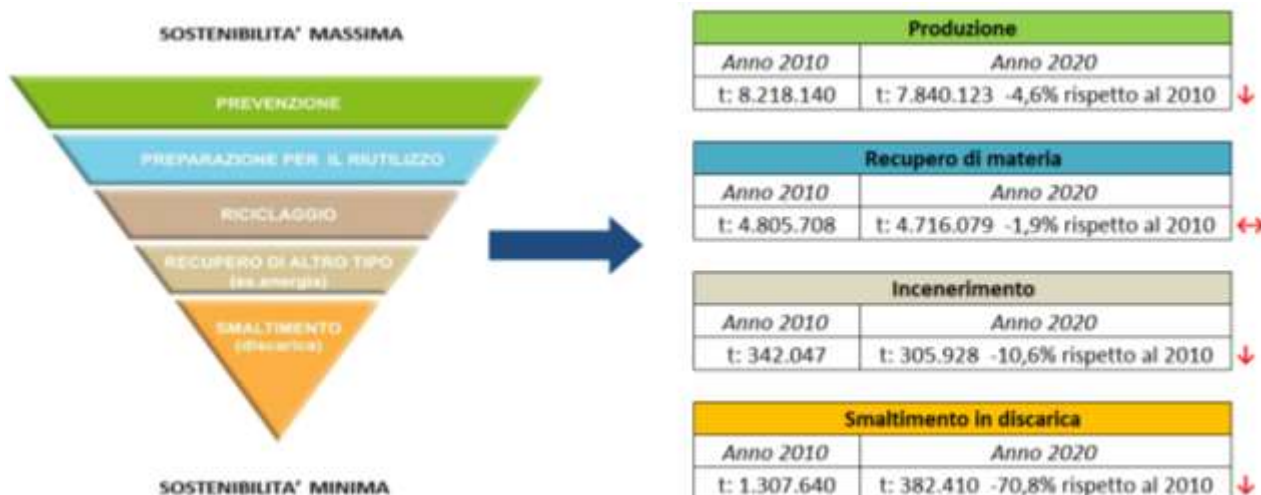 SOSTENIBILITA' MASSIMA
PREVENZIONE
PREPARAZIONE PER IL RIUTILIZZO
RICICLAGGIO
RECUPERO DI ALTRO TIPO
(es.energia)
SMALTIMENTO
(discarica)
SOSTENIBILITA' MINIMA
Produzione
Anno 2010 Anno 2020
t: 8.218.140 t: 7.840.123 -4,6% rispetto al 2010 ↓
Recupero di materia
Anno 2010 Anno 2020
t: 4.805.708 t: 4.716.079 -1,9% rispetto al 2010 ↔
Incenerimento
Anno 2010 Anno 2020
t: 342.047 t: 305.928 -10,6% rispetto al 2010 ↓
Smaltimento in discarica
Anno 2010 Anno 2020
t: 1.307.640 t: 382.410 -70,8% rispetto al 2010 ↓